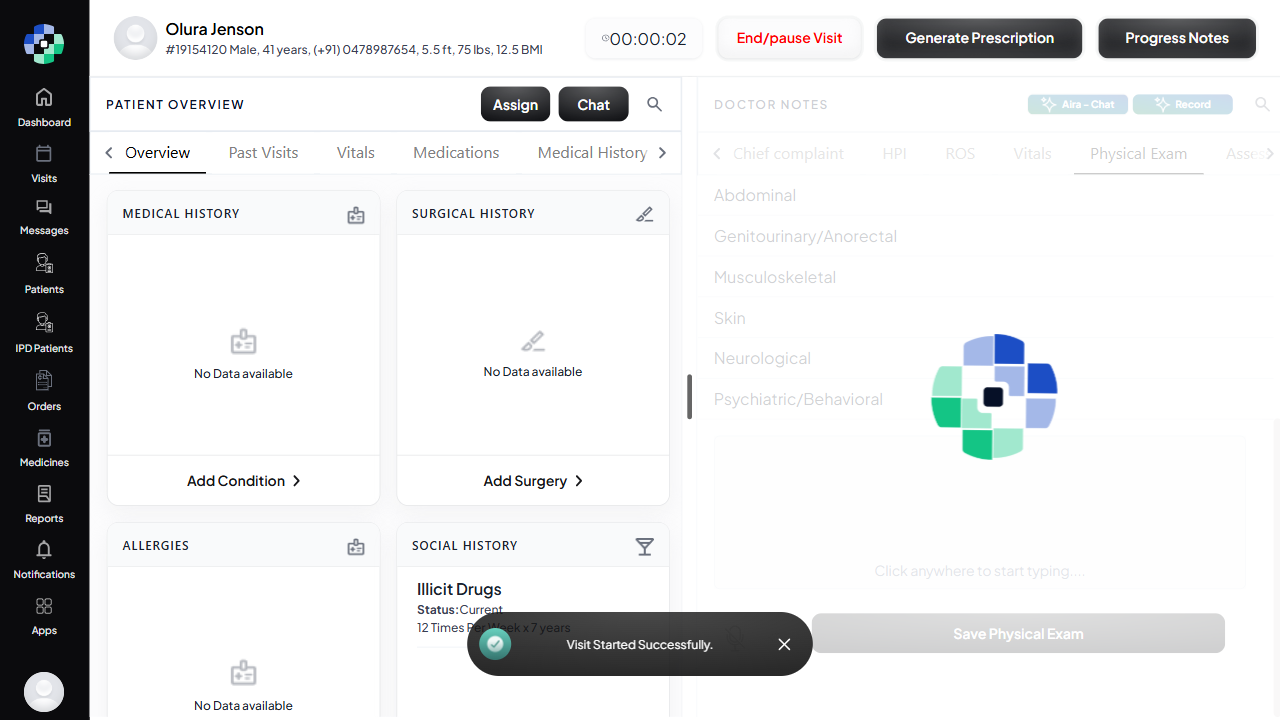 Olura Jenson
#19154120 Male, 41 years, (+91) 0478987654, 5.5 ft, 75 lbs, 12.5 BMI
00:00:02
End/pause Visit
Generate Prescription
Progress Notes
Dashboard
Visits
Messages
Patients
IPD Patients
Orders
Medicines
Reports
Notifications
Apps
PATIENT OVERVIEW
Assign
Chat
Overview
Past Visits
Vitals
Medications
Medical History
MEDICAL HISTORY
No Data available
Add Condition
SURGICAL HISTORY
No Data available
Add Surgery
ALLERGIES
No Data available
SOCIAL HISTORY
Illicit Drugs
Status:Current
12 Times Per Week x 7 years
DOCTOR NOTES
Aira - Chat
Record
Chief complaint
HPI
ROS
Vitals
Physical Exam
Asses
Abdominal
Genitourinary/Anorectal
Musculoskeletal
Skin
Neurological
Psychiatric/Behavioral
Click anywhere to start typing....
Save Physical Exam
Visit Started Successfully.